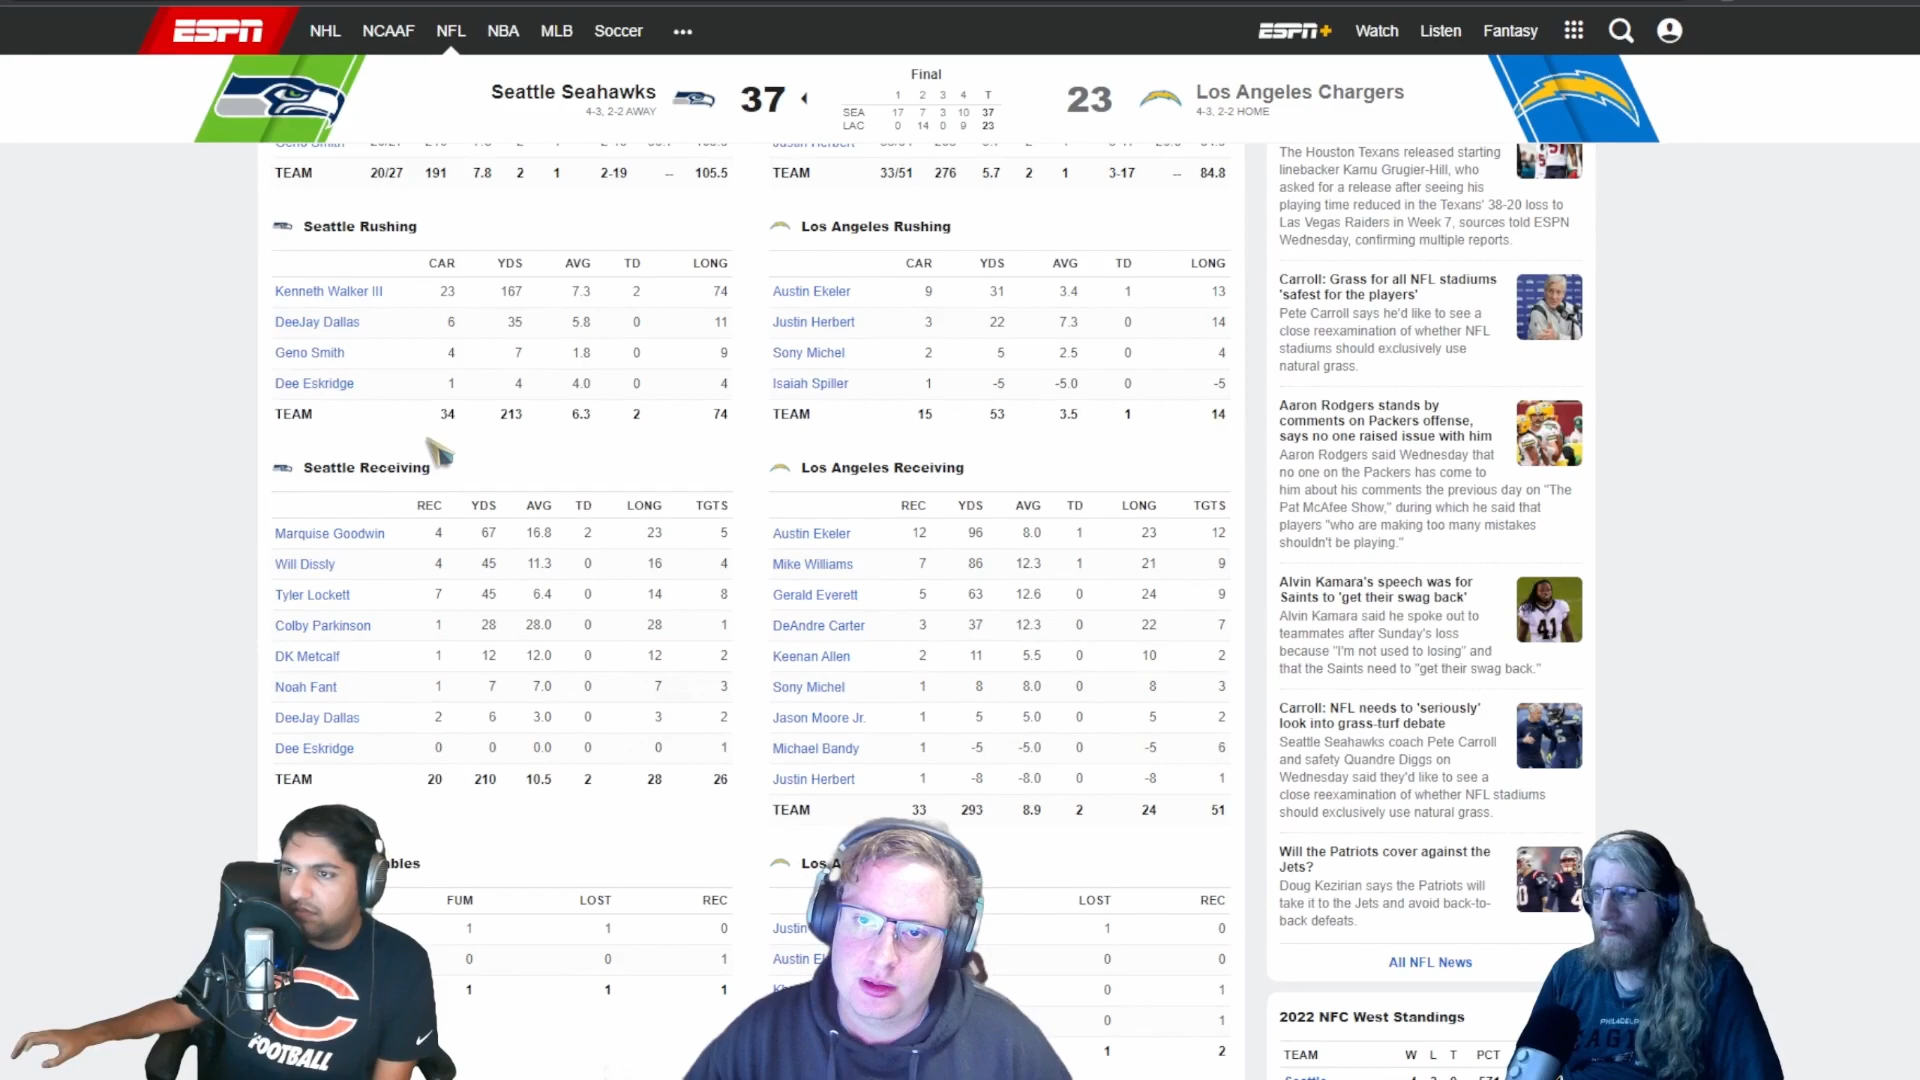 ESPN NHL NCAAF NFL NBA MLB Soccer ••• ESPN+ Watch Listen Fantasy
Seattle Seahawks
4-3, 2-2 AWAY
37
Final
1 2 3 4 T
SEA 17 7 3 10 37
LAC 0 14 0 9 23
23
Los Angeles Chargers
4-3, 2-2 HOME
TEAM 20/27 191 7.8 2 1 2-19 -- 105.5
Seattle Rushing
CAR YDS AVG TD LONG
Kenneth Walker III 23 167 7.3 2 74
DeeJay Dallas 6 35 5.8 0 11
Geno Smith 4 7 1.8 0 9
Dee Eskridge 1 4 4.0 0 4
TEAM 34 213 6.3 2 74
Seattle Receiving
REC YDS AVG TD LONG TGTS
Marquise Goodwin 4 67 16.8 2 23 5
Will Dissly 4 45 11.3 0 16 4
Tyler Lockett 7 45 6.4 0 14 8
Colby Parkinson 1 28 28.0 0 28 1
DK Metcalf 1 12 12.0 0 12 2
Noah Fant 1 7 7.0 0 7 3
DeeJay Dallas 2 6 3.0 0 3 2
Dee Eskridge 0 0 0.0 0 0 1
TEAM 20 210 10.5 2 28 26
FUM LOST REC
1 1 0
0 0 1
1 1 1
TEAM 33/51 276 5.7 2 1 3-17 -- 84.8
Los Angeles Rushing
CAR YDS AVG TD LONG
Austin Ekeler 9 31 3.4 1 13
Justin Herbert 3 22 7.3 0 14
Sony Michel 2 5 2.5 0 4
Isaiah Spiller 1 -5 -5.0 0 -5
TEAM 15 53 3.5 1 14
Los Angeles Receiving
REC YDS AVG TD LONG TGTS
Austin Ekeler 12 96 8.0 1 23 12
Mike Williams 7 86 12.3 1 21 9
Gerald Everett 5 63 12.6 0 24 9
DeAndre Carter 3 37 12.3 0 22 7
Keenan Allen 2 11 5.5 0 10 2
Sony Michel 1 8 8.0 0 8 3
Jason Moore Jr. 1 5 5.0 0 5 2
Michael Bandy 1 -5 -5.0 0 -5 6
Justin Herbert 1 -8 -8.0 0 -8 1
TEAM 33 293 8.9 2 24 51
Los
LOST REC
Justin 1 0
Austin 0 0
0 1
0 1
1 2
The Houston Texans released starting
linebacker Kamu Grugier-Hill, who
asked for a release after seeing his
playing time reduced in the Texans' 38-20 loss to
Las Vegas Raiders in Week 7, sources told ESPN
Wednesday, confirming multiple reports.
Carroll: Grass for all NFL stadiums
'safest for the players'
Pete Carroll says he'd like to see a
close reexamination of whether NFL
stadiums should exclusively use
natural grass.
Aaron Rodgers stands by
comments on Packers offense,
says no one raised issue with him
Aaron Rodgers said Wednesday that
no one on the Packers has come to
him about his comments the previous day on "The
Pat McAfee Show," during which he said that
players "who are making too many mistakes
shouldn't be playing."
Alvin Kamara's speech was for
Saints to 'get their swag back'
Alvin Kamara said he spoke out to
teammates after Sunday's loss
because "I'm not used to losing" and
that the Saints need to "get their swag back."
41
Carroll: NFL needs to 'seriously'
look into grass-turf debate
Seattle Seahawks coach Pete Carroll
and safety Quandre Diggs on
Wednesday said they'd like to see a
close reexamination of whether NFL stadiums
should exclusively use natural grass.
Will the Patriots cover against the
Jets?
Doug Kezirian says the Patriots will
take it to the Jets and avoid back-to-
back defeats.
All NFL News
2022 NFC West Standings
TEAM W L T PCT
FOOTBALL